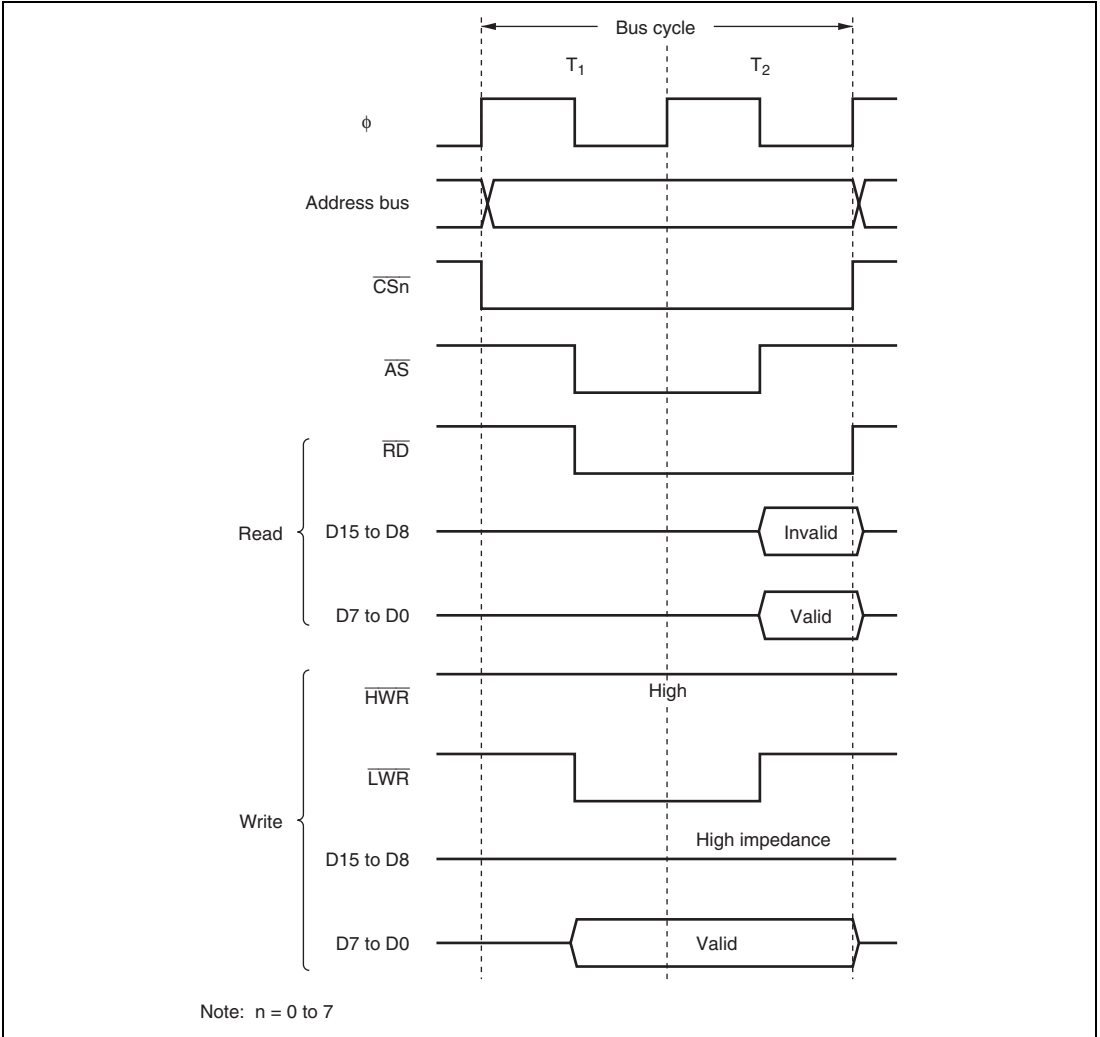 Bus cycle
T1 T2
φ
Address bus
CSn
AS
RD
Read
D15 to D8 Invalid
D7 to D0 Valid
HWR
High
LWR
Write
High impedance
D15 to D8
D7 to D0 Valid
Note: n = 0 to 7